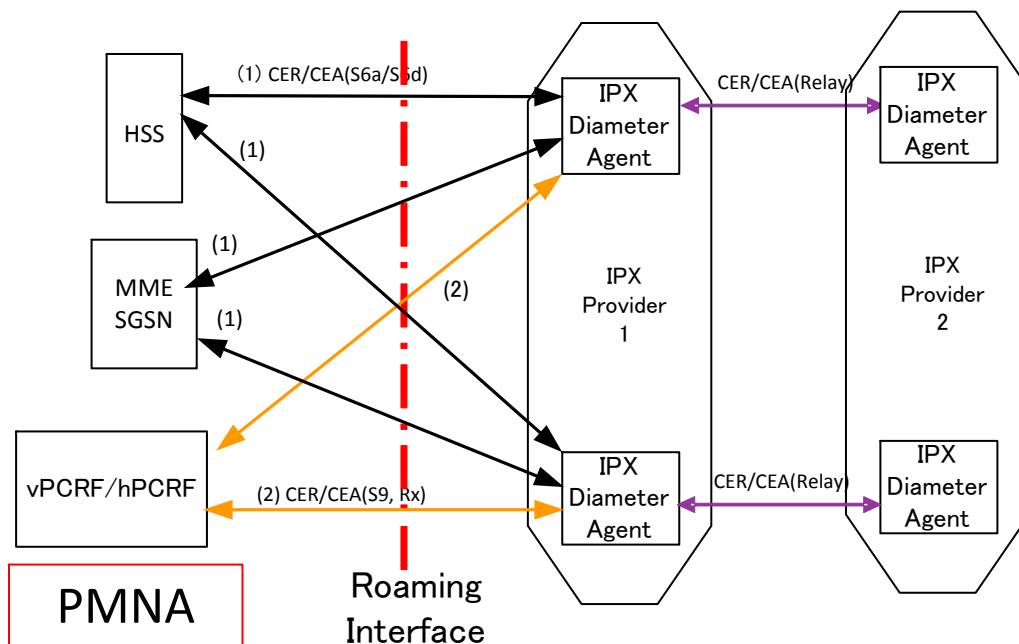 (1) CER/CEA(S6a/S6d)
HSS
(1)
(1)
MME
SGSN
(1)
(2)
vPCRF/hPCRF
(2) CER/CEA(S9, Rx)
PMNA
Roaming
Interface
IPX
Diameter
Agent
IPX
Provider
1
IPX
Diameter
Agent
CER/CEA(Relay)
CER/CEA(Relay)
IPX
Diameter
Agent
IPX
Provider
2
IPX
Diameter
Agent